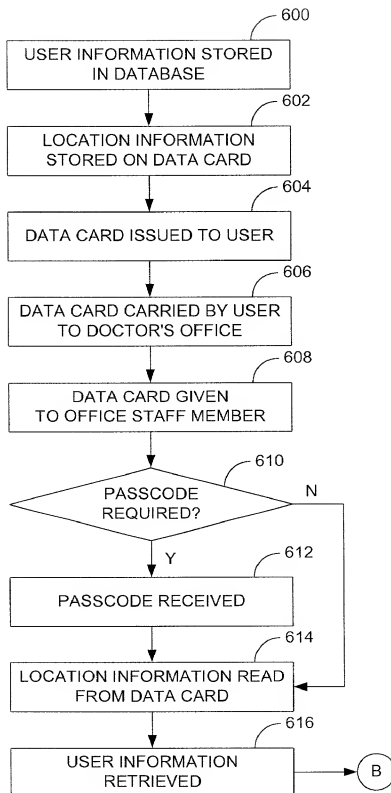 600
USER INFORMATION STORED
IN DATABASE
602
LOCATION INFORMATION
STORED ON DATA CARD
604
DATA CARD ISSUED TO USER
606
DATA CARD CARRIED BY USER
TO DOCTOR'S OFFICE
608
DATA CARD GIVEN
TO OFFICE STAFF MEMBER
610
PASSCODE
REQUIRED?
N
Y
612
PASSCODE RECEIVED
614
LOCATION INFORMATION READ
FROM DATA CARD
616
USER INFORMATION
RETRIEVED
B